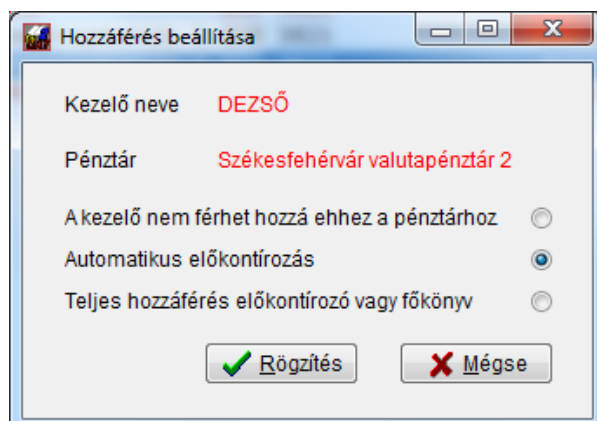 Hozzáférés beállítása
Kezelő neve DEZSŐ
Pénztár Székesfehérvár valutapénztár 2
A kezelő nem férhet hozzá ehhez a pénztárhoz
Automatikus előkontírozás
Teljes hozzáférés előkontírozó vagy főkönyv
Rögzítés Mégse